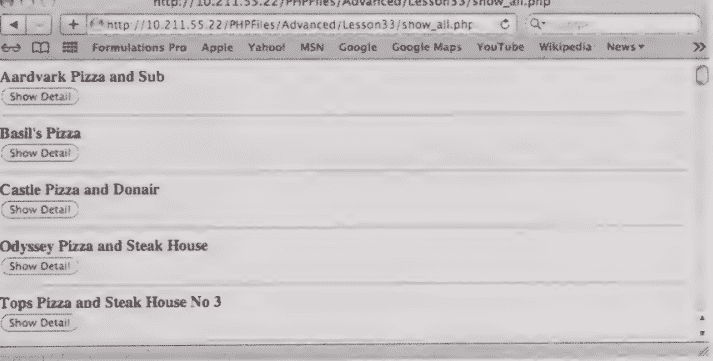 http://10.211.55.22/PHPFiles/Advanced/Lesson33/show_all.php
http://10.211.55.22/PHPFiles/Advanced/Lesson33/show_all.php
Formulations Pro Apple Yahoo! MSN Google Google Maps YouTube Wikipedia News
Aardvark Pizza and Sub
Show Detail
Basil's Pizza
Show Detail
Castle Pizza and Donair
Show Detail
Odyssey Pizza and Steak House
Show Detail
Tops Pizza and Steak House No 3
Show Detail